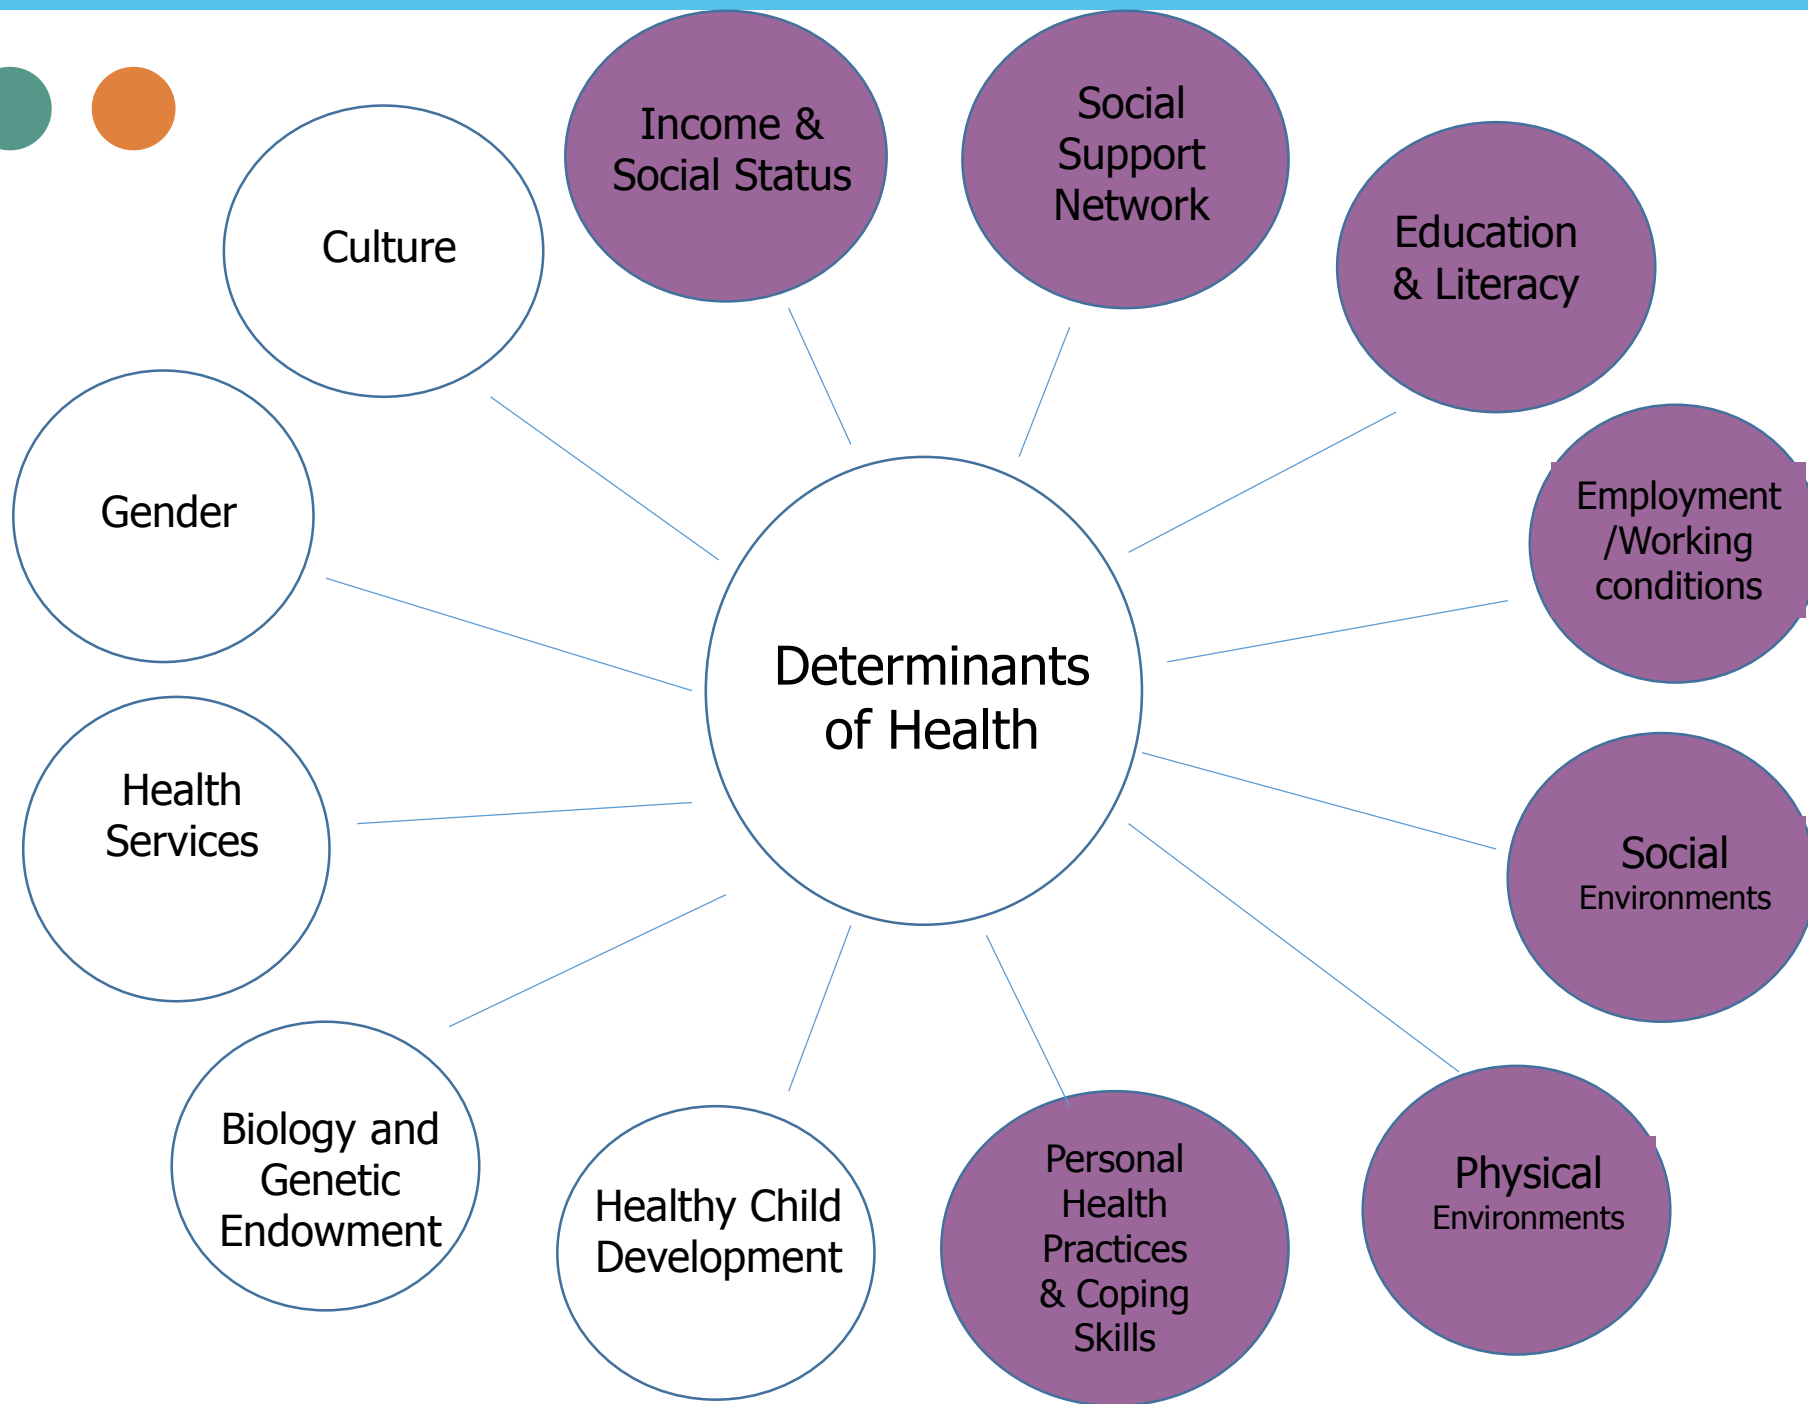 Income &
Social Status
Social
Support
Network
Education
& Literacy
Employment
/Working
conditions
Social
Environments
Physical
Environments
Personal
Health
Practices
& Coping
Skills
Healthy Child
Development
Biology and
Genetic
Endowment
Health
Services
Gender
Culture
Determinants
of Health